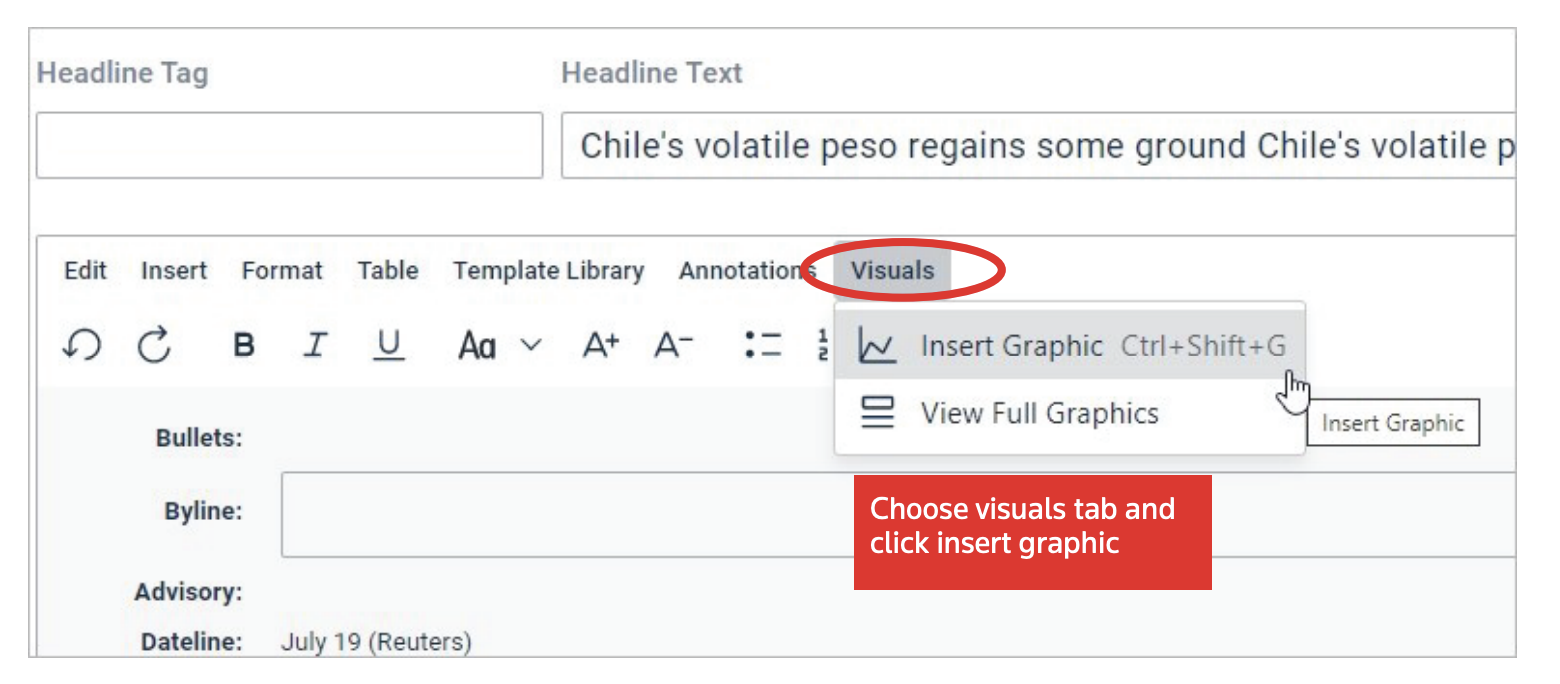 Headline Tag
Headline Text
Chile's volatile peso regains some ground Chile's volatile p
Edit Insert Format Table Template Library Annotations Visuals
B I U Aa A+ A- 1 2
Insert Graphic Ctrl+Shift+G
View Full Graphics
Insert Graphic
Bullets:
Byline:
Choose visuals tab and
click insert graphic
Advisory:
Dateline: July 19 (Reuters)